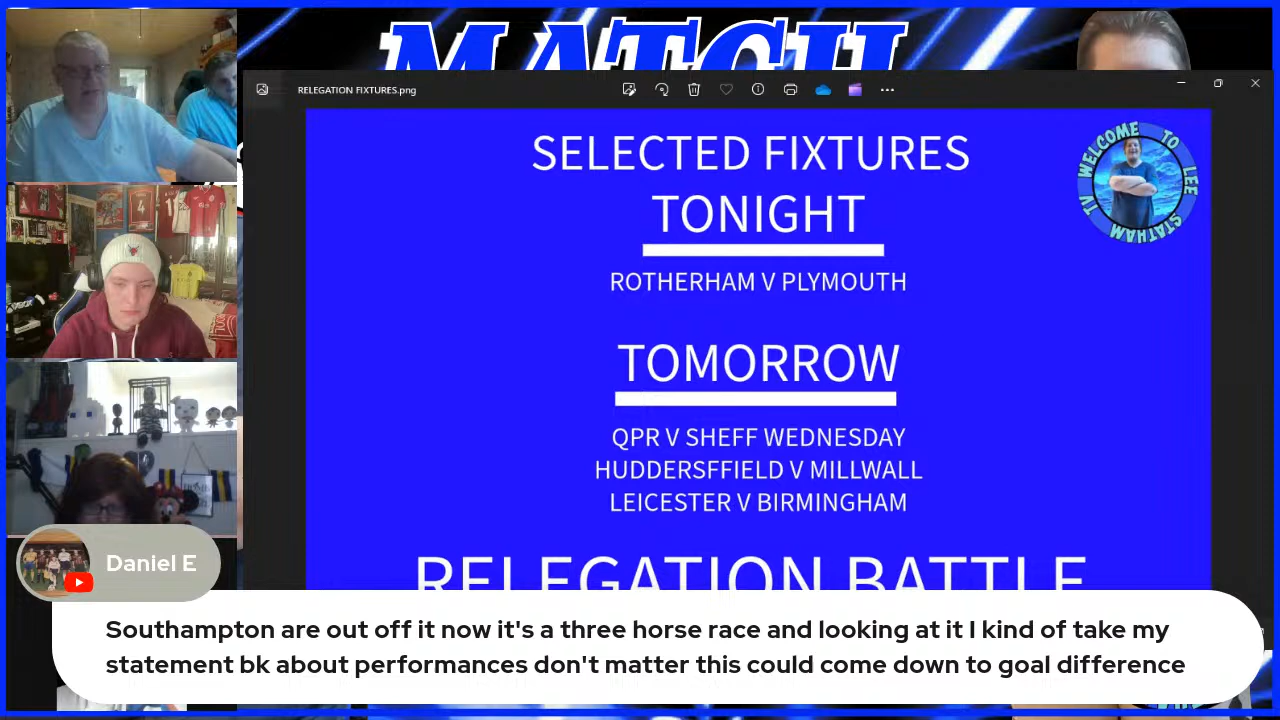 MATCH
RELEGATION FIXTURES.png
SELECTED FIXTURES
TONIGHT
ROTHERHAM V PLYMOUTH
TOMORROW
QPR V SHEFF WEDNESDAY
HUDDERSFFIELD V MILLWALL
LEICESTER V BIRMINGHAM
RELEGATION BATTLE
WELCOME TO LEE STATHAM TV
Daniel E
Southampton are out off it now it's a three horse race and looking at it I kind of take my
statement bk about performances don't matter this could come down to goal difference